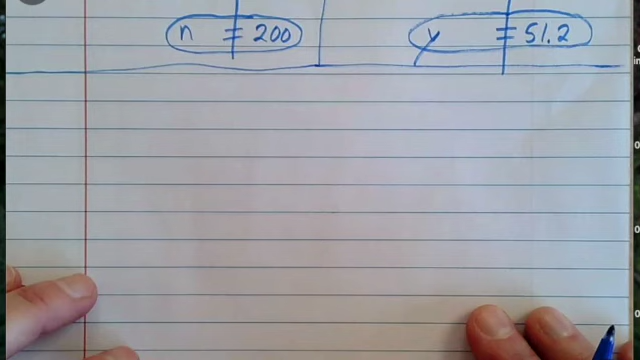 n = 200
y = 51.2